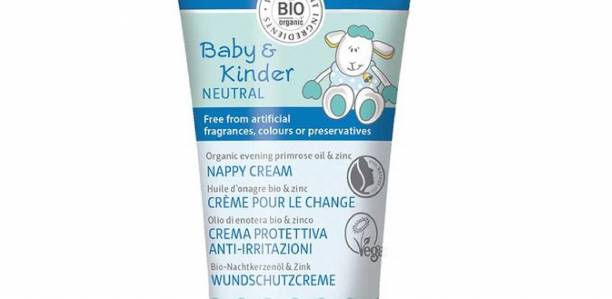 BIO
organic
INGREDIENTS
Baby &
Kinder
NEUTRAL
Free from artificial
fragrances, colours or preservatives
Organic evening primrose oil & zinc
NAPPY CREAM
Huile d'onagre bio & zinc
CRÈME POUR LE CHANGE
Olio di enotera bio & zinco
CREMA PROTETTIVA
ANTI-IRRITAZIONI
Bio-Nachtkerzenöl & Zink
WUNDSCHUTZCREME